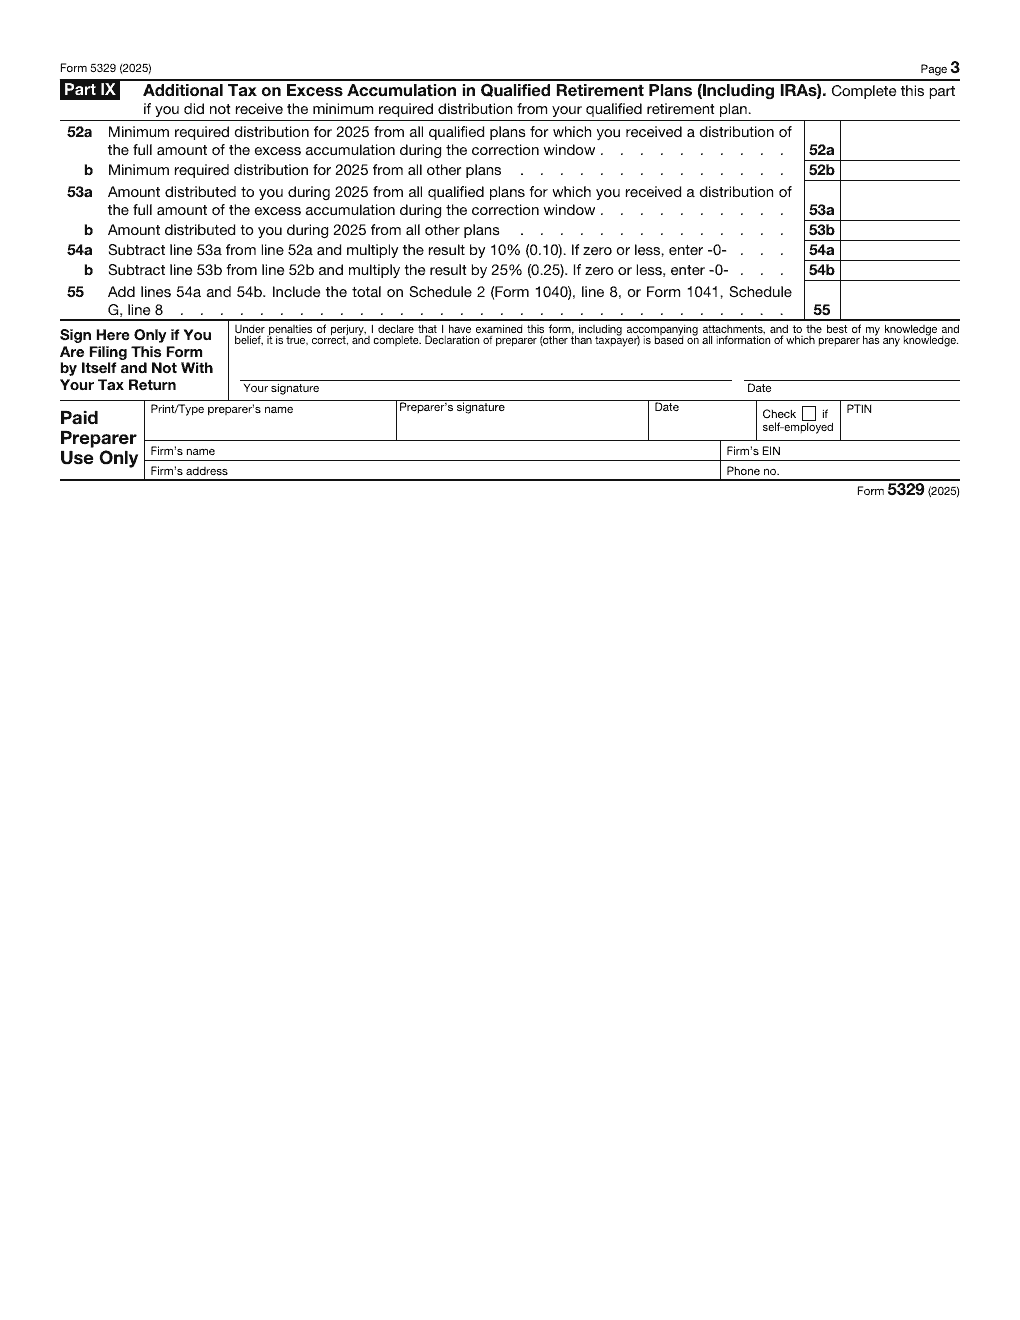 Form 5329 (2025) Page 3
Part IX Additional Tax on Excess Accumulation in Qualified Retirement Plans (Including IRAs). Complete this part
if you did not receive the minimum required distribution from your qualified retirement plan.
52a Minimum required distribution for 2025 from all qualified plans for which you received a distribution of
the full amount of the excess accumulation during the correction window . . . . . . . . . . 52a
b Minimum required distribution for 2025 from all other plans . . . . . . . . . . . . . . 52b
53a Amount distributed to you during 2025 from all qualified plans for which you received a distribution of
the full amount of the excess accumulation during the correction window . . . . . . . . . . 53a
b Amount distributed to you during 2025 from all other plans . . . . . . . . . . . . . . 53b
54a Subtract line 53a from line 52a and multiply the result by 10% (0.10). If zero or less, enter -0- . . . 54a
b Subtract line 53b from line 52b and multiply the result by 25% (0.25). If zero or less, enter -0- . . . 54b
55 Add lines 54a and 54b. Include the total on Schedule 2 (Form 1040), line 8, or Form 1041, Schedule
G, line 8 . . . . . . . . . . . . . . . . . . . . . . . . . . . . . . . 55
Sign Here Only if You
Are Filing This Form
by Itself and Not With
Your Tax Return
Under penalties of perjury, I declare that I have examined this form, including accompanying attachments, and to the best of my knowledge and
belief, it is true, correct, and complete. Declaration of preparer (other than taxpayer) is based on all information of which preparer has any knowledge.
Your signature Date
Paid
Preparer
Use Only
Print/Type preparer's name Preparer's signature Date Check if
self-employed PTIN
Firm's name Firm's EIN
Firm's address Phone no.
Form 5329 (2025)